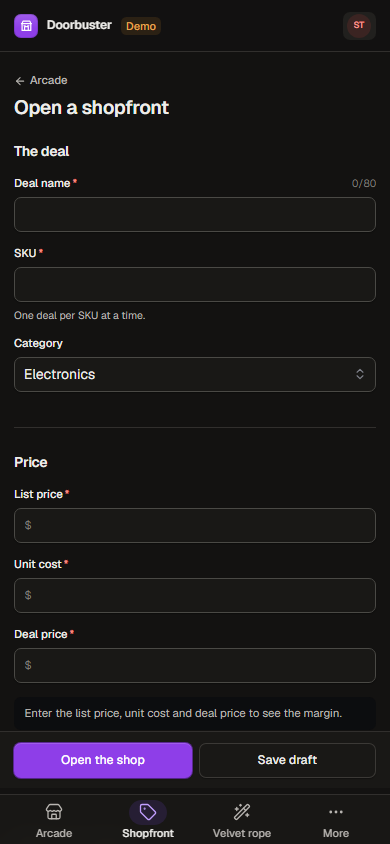 Doorbuster Demo ST
← Arcade
Open a shopfront
The deal
Deal name * 0/80
SKU *
One deal per SKU at a time.
Category
Electronics
Price
List price *
$
Unit cost *
$
Deal price *
$
Enter the list price, unit cost and deal price to see the margin.
Open the shop Save draft
Arcade Shopfront Velvet rope More